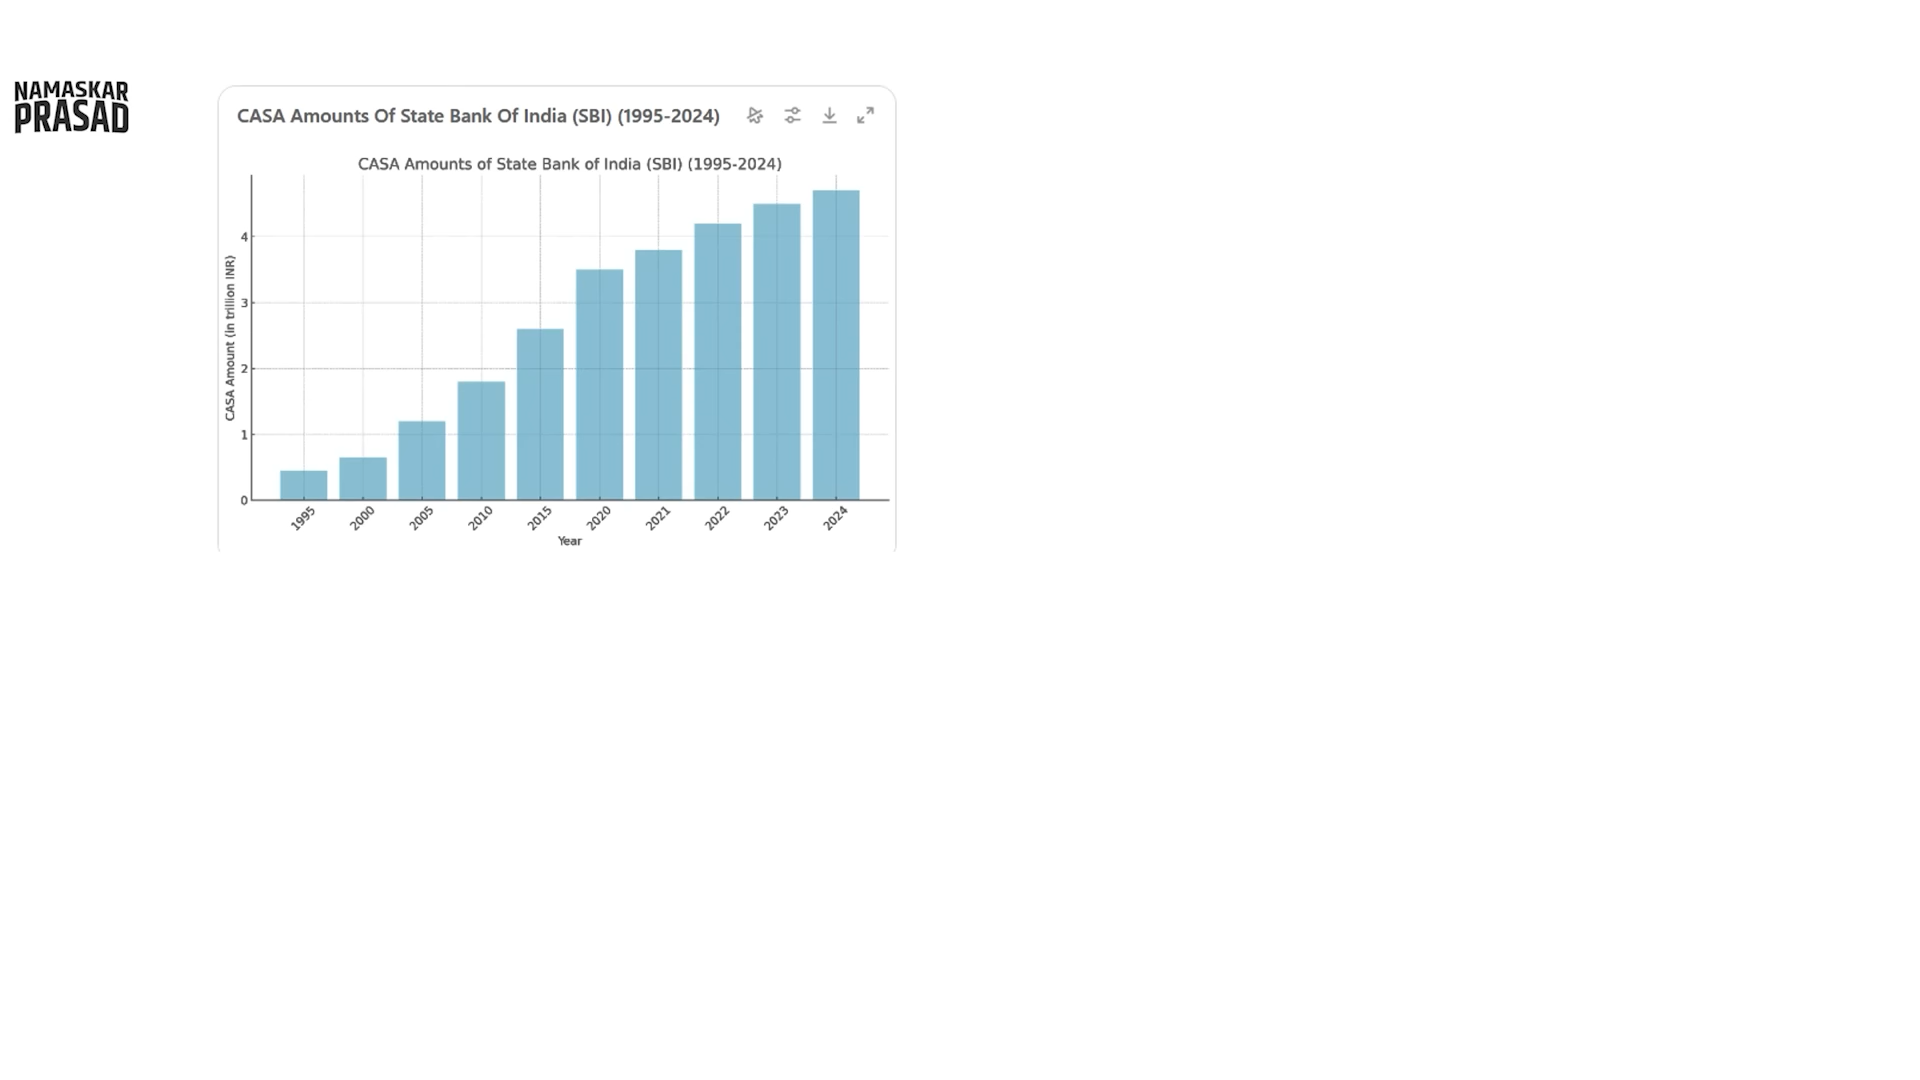 NAMASKAR
PRASAD
CASA Amounts Of State Bank Of India (SBI) (1995-2024)
CASA Amounts of State Bank of India (SBI) (1995-2024)
CASA Amount (in trillion INR)
4
3
2
1
0
1995 2000 2005 2010 2015 2020 2021 2022 2023 2024
Year